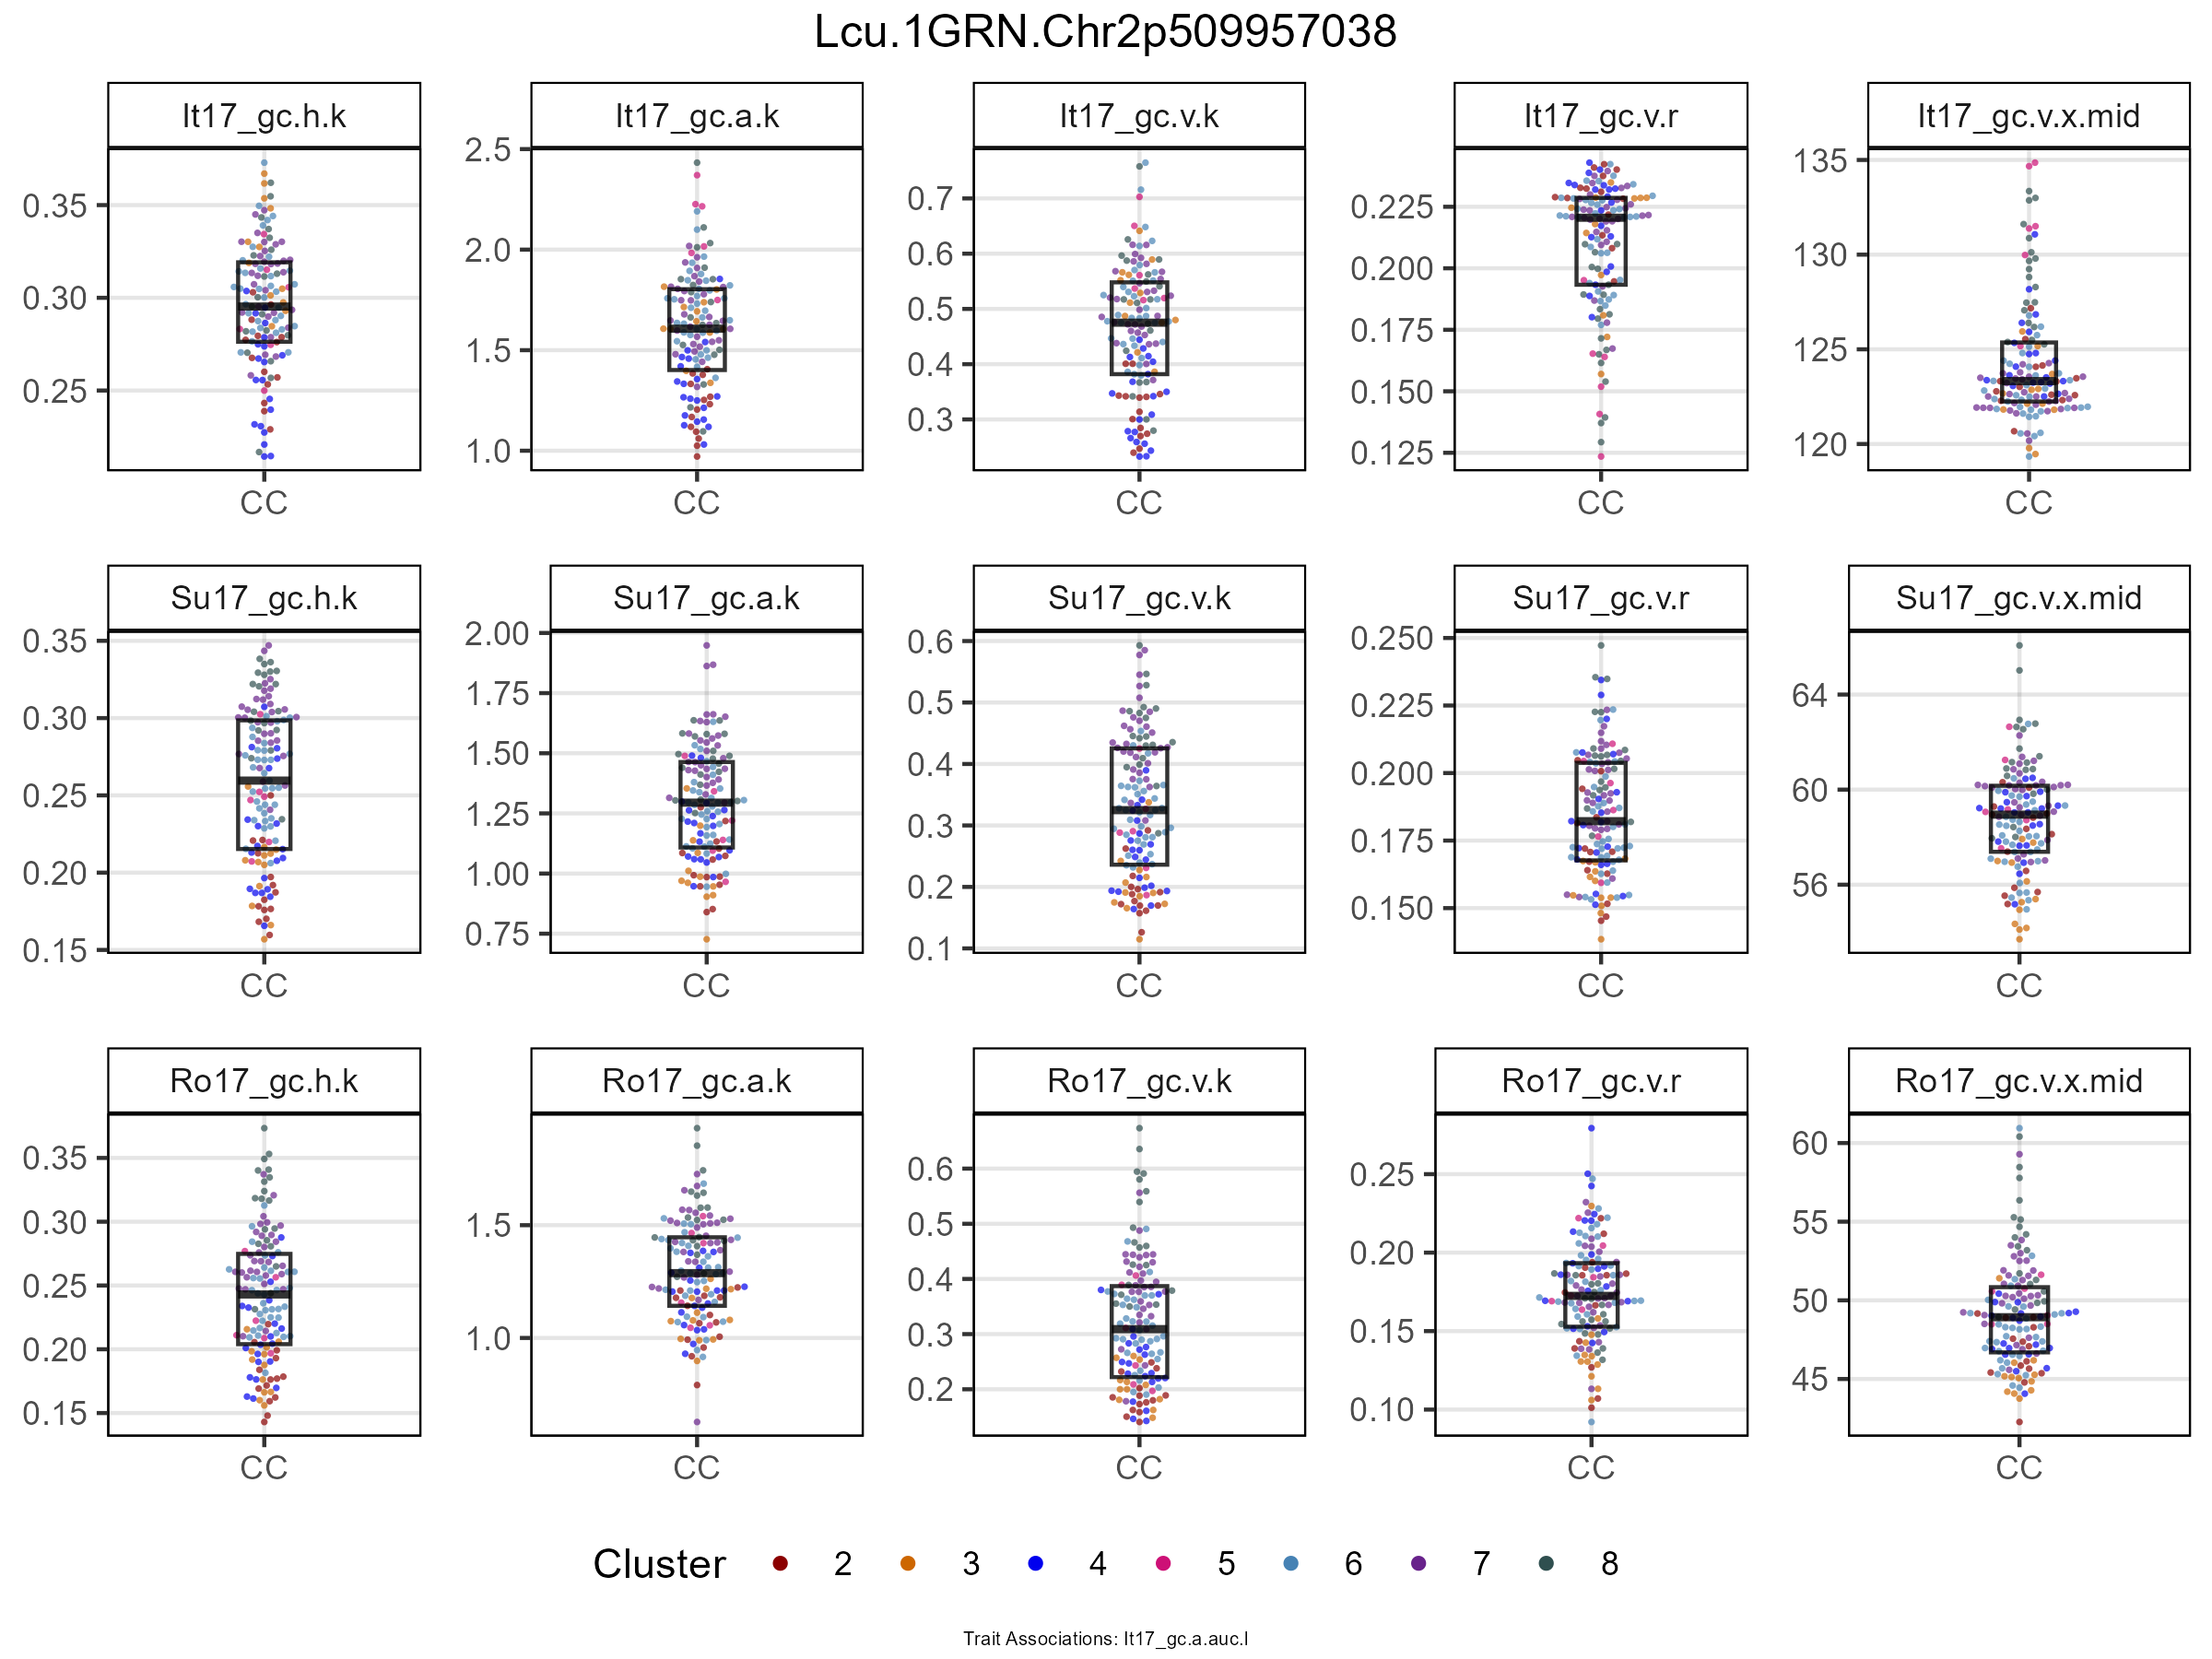 Lcu.1GRN.Chr2p509957038
It17_gc.h.k
It17_gc.a.k
It17_gc.v.k
It17_gc.v.r
It17_gc.v.x.mid
0.35
0.30
0.25
CC
2.5
2.0
1.5
1.0
CC
0.7
0.6
0.5
0.4
0.3
CC
0.225
0.200
0.175
0.150
0.125
CC
135
130
125
120
CC
Su17_gc.h.k
Su17_gc.a.k
Su17_gc.v.k
Su17_gc.v.r
Su17_gc.v.x.mid
0.35
0.30
0.25
0.20
0.15
CC
2.00
1.75
1.50
1.25
1.00
0.75
CC
0.6
0.5
0.4
0.3
0.2
0.1
CC
0.250
0.225
0.200
0.175
0.150
CC
64
60
56
CC
Ro17_gc.h.k
Ro17_gc.a.k
Ro17_gc.v.k
Ro17_gc.v.r
Ro17_gc.v.x.mid
0.35
0.30
0.25
0.20
0.15
CC
1.5
1.0
CC
0.6
0.5
0.4
0.3
0.2
CC
0.25
0.20
0.15
0.10
CC
60
55
50
45
CC
Cluster 2 3 4 5 6 7 8
Trait Associations: It17_gc.a.auc.l